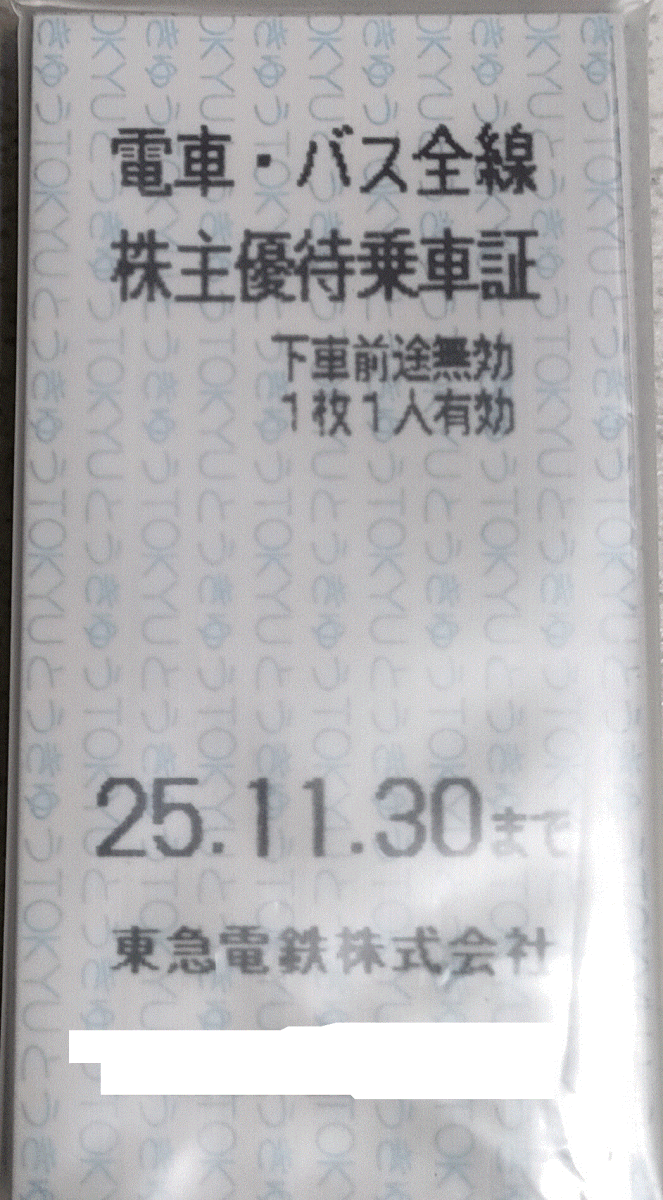 電車・バス全線
株主優待乗車証
下車前途無効
1枚1人有効
25.11.30まで
東急電鉄株式会社